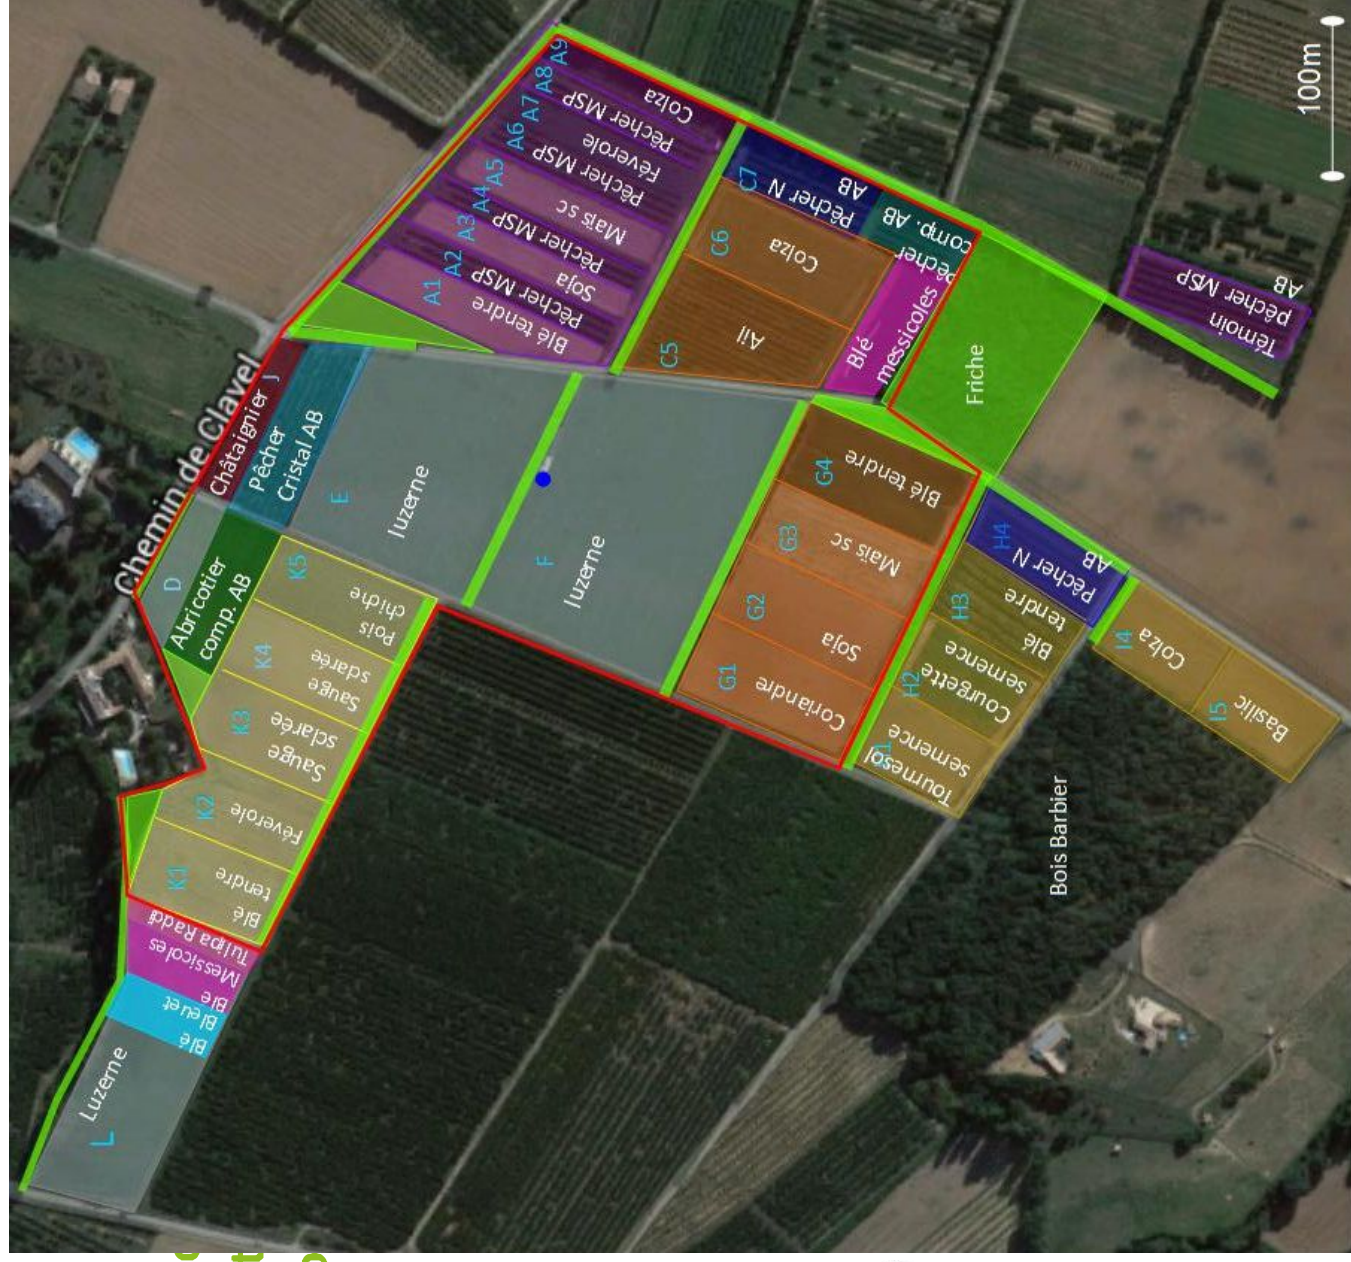 100m
Chemin de Clavel
A1
A2
A3
A4
A5
A6
A7
A8
A9
Blé tendre
Pêcher MSP
Soja
Pêcher MSP
Maïs sc
Pêcher MSP
Féverole
Pêcher MSP
Colza
C5
Ail
C6
Colza
C7
Pêcher N
AB
Pêcher
comp. AB
Blé
messicoles
Friche
Témoin
pêcher MSP
AB
Châtaignier J
Pêcher
Cristal AB
D
Abricotier
comp. AB
E
luzerne
F
luzerne
G1
Coriandre
G2
Soja
G3
Maïs sc
G4
Blé tendre
Tournesol
semence
H2
Courgette
semence
H3
Blé
tendre
H4
Pêcher N
AB
I4
Colza
I5
Basilic
Bois Barbier
K1
Blé
tendre
K2
Féverole
K3
Sauge
sclarée
K4
Sauge
sclarée
K5
Pois
chiche
Blé
Messicoles
Tulipa Raddi
Blé
Bleuet
L
Luzerne